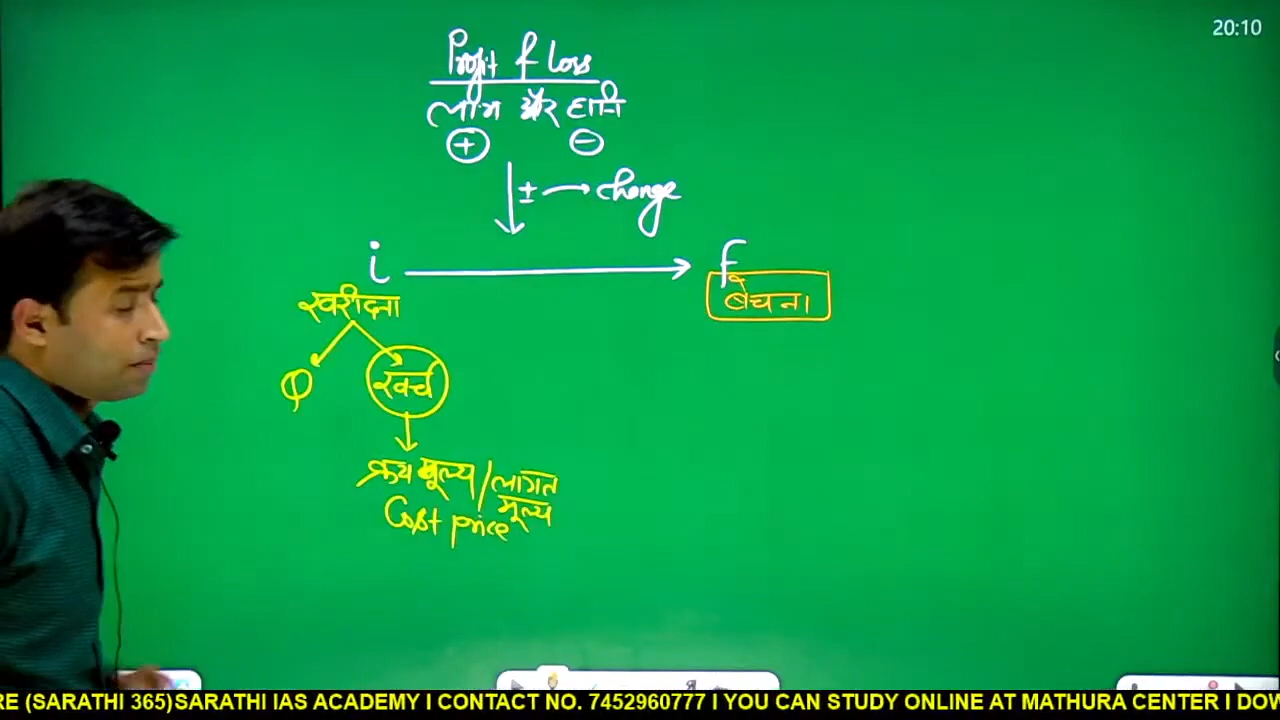 20:10
Profit & Loss
लाभ और हानि
+ -
± → change
i → f
खरीदना
बेचना
खर्च
क्रय मूल्य / लागत मूल्य
Cost price
RE (SARATHI 365)SARATHI IAS ACADEMY I CONTACT NO. 7452960777 I YOU CAN STUDY ONLINE AT MATHURA CENTER I DOW